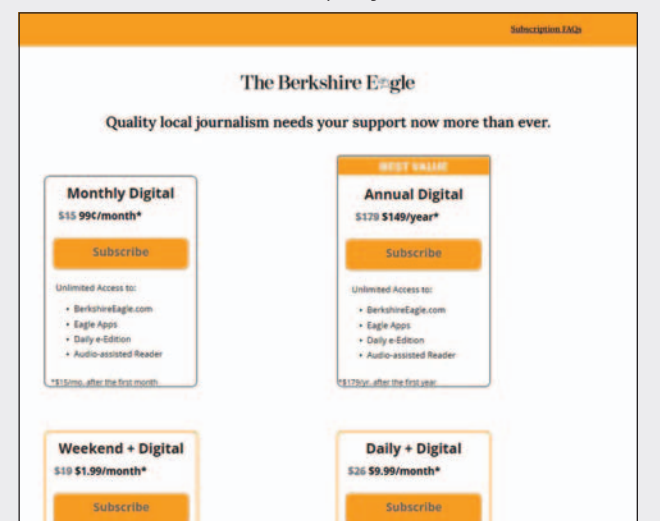 Subscription FAQs
The Berkshire Eagle
Quality local journalism needs your support now more than ever.
Monthly Digital
$15 99¢/month*
Subscribe
Unlimited Access to:
• BerkshireEagle.com
• Eagle Apps
• Daily e-Edition
• Audio-assisted Reader
*$15/mo. after the first month
BEST VALUE
Annual Digital
$179 $149/year*
Subscribe
Unlimited Access to:
• BerkshireEagle.com
• Eagle Apps
• Daily e-Edition
• Audio-assisted Reader
*$179/yr. after the first year
Weekend + Digital
$19 $1.99/month*
Subscribe
Daily + Digital
$26 $9.99/month*
Subscribe